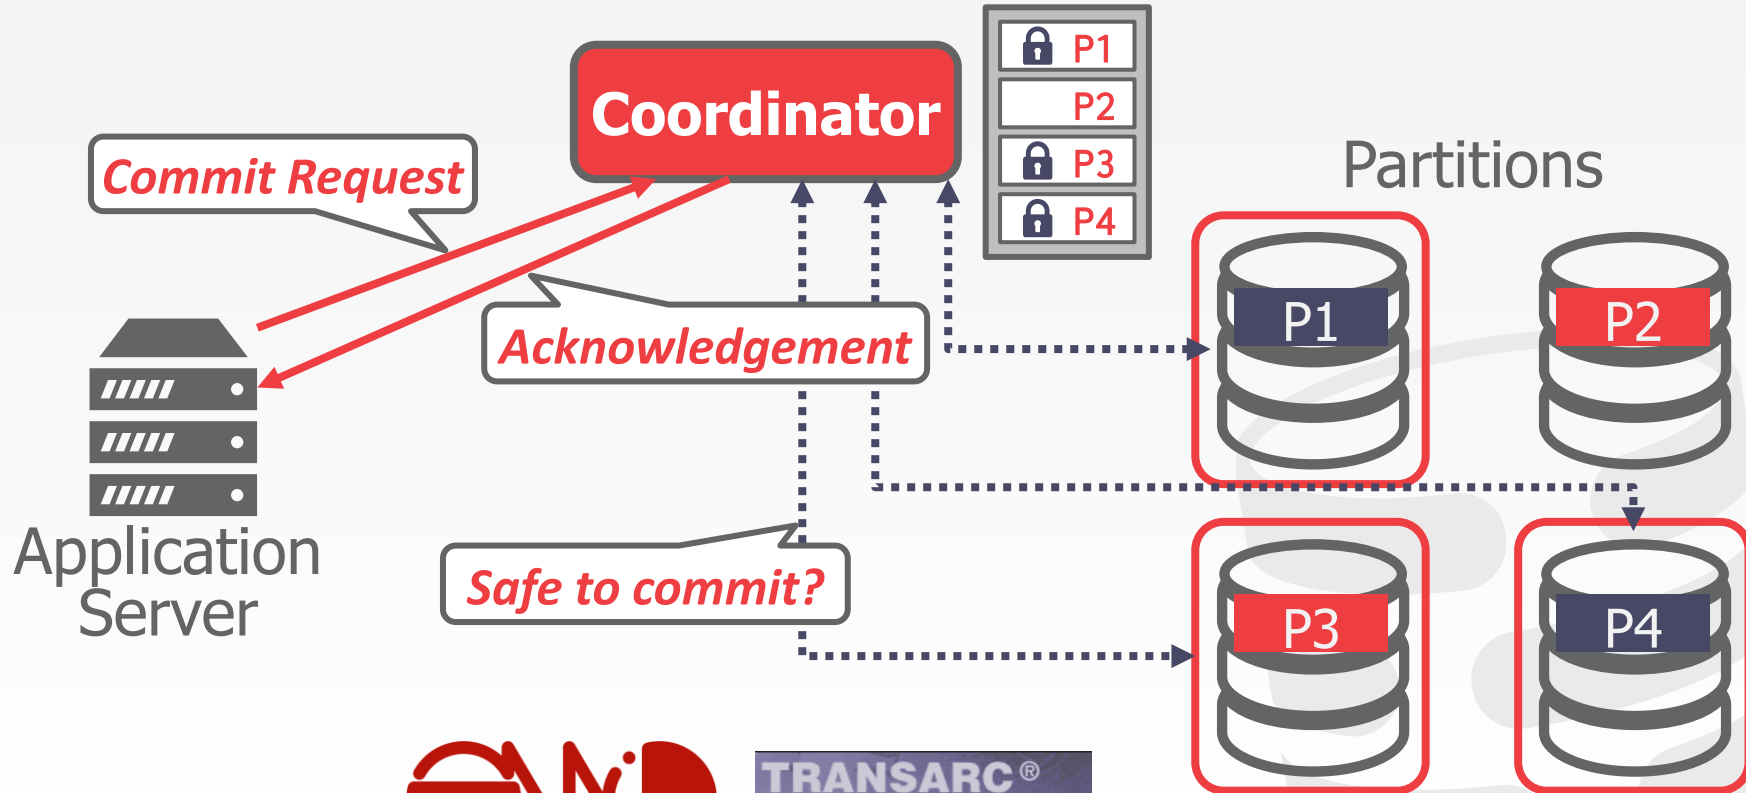 Coordinator
P1
P2
P3
P4
Commit Request
Partitions
Acknowledgement
P1
P2
Application
Server
Safe to commit?
P3
P4
TRANSARC®